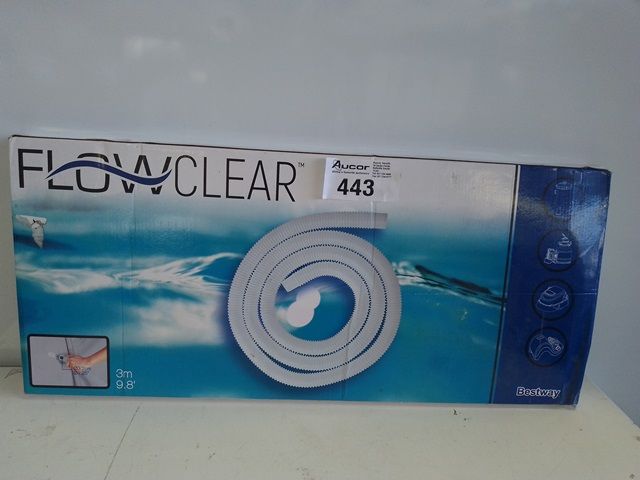 FLOWCLEAR™
Aucor
443
3m
9.8'
Bestway